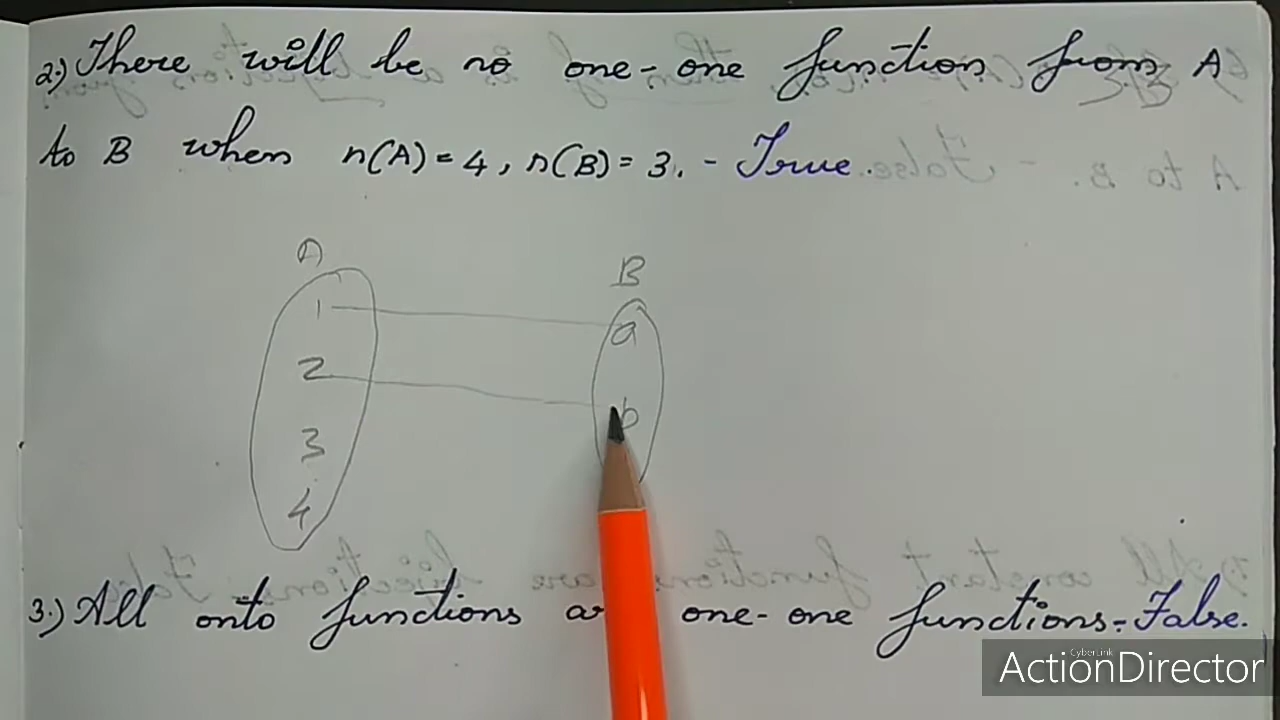 2.) There will be no one-one function from A
to B when n(A) = 4, n(B) = 3. - True.
A
B
1
a
2
b
3
4
3.) All onto functions one-one functions - False.
CyberLink
ActionDirector